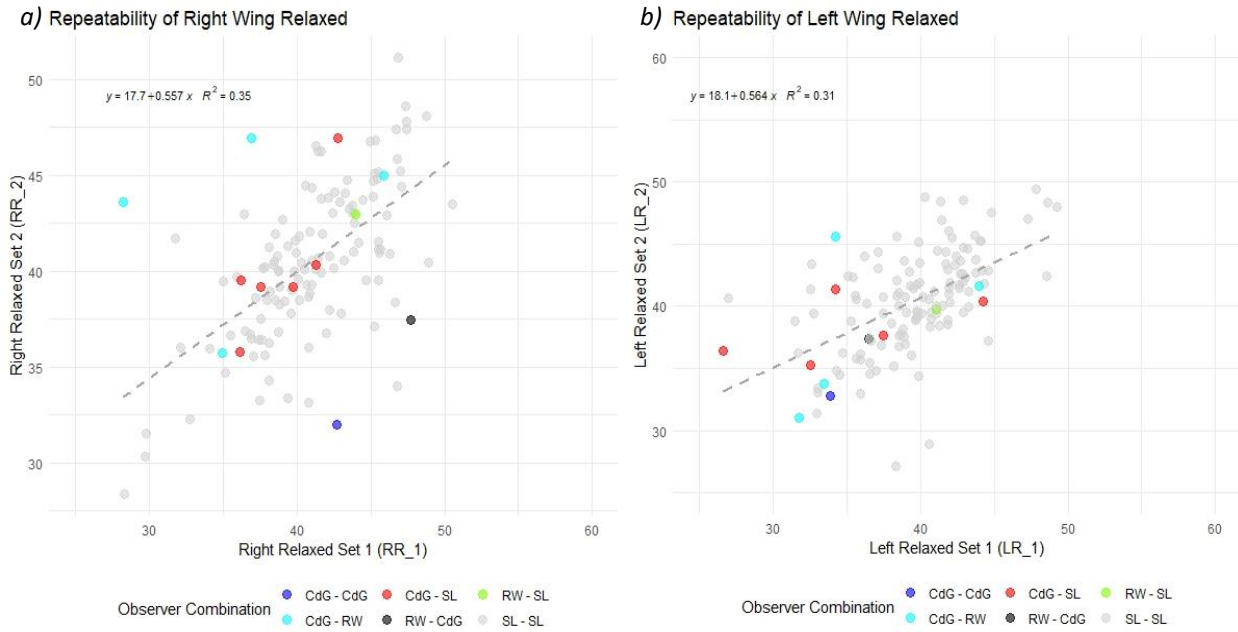 a) Repeatability of Right Wing Relaxed
y = 17.7+0.557 x R² = 0.35
Right Relaxed Set 2 (RR_2)
50
45
40
35
30
30 40 50 60
Right Relaxed Set 1 (RR_1)
Observer Combination
CdG - CdG CdG - SL RW - SL
CdG - RW RW - CdG SL - SL
b) Repeatability of Left Wing Relaxed
y = 18.1+0.564 x R² = 0.31
Left Relaxed Set 2 (LR_2)
60
50
40
30
30 40 50 60
Left Relaxed Set 1 (LR_1)
Observer Combination
CdG - CdG CdG - SL RW - SL
CdG - RW RW - CdG SL - SL